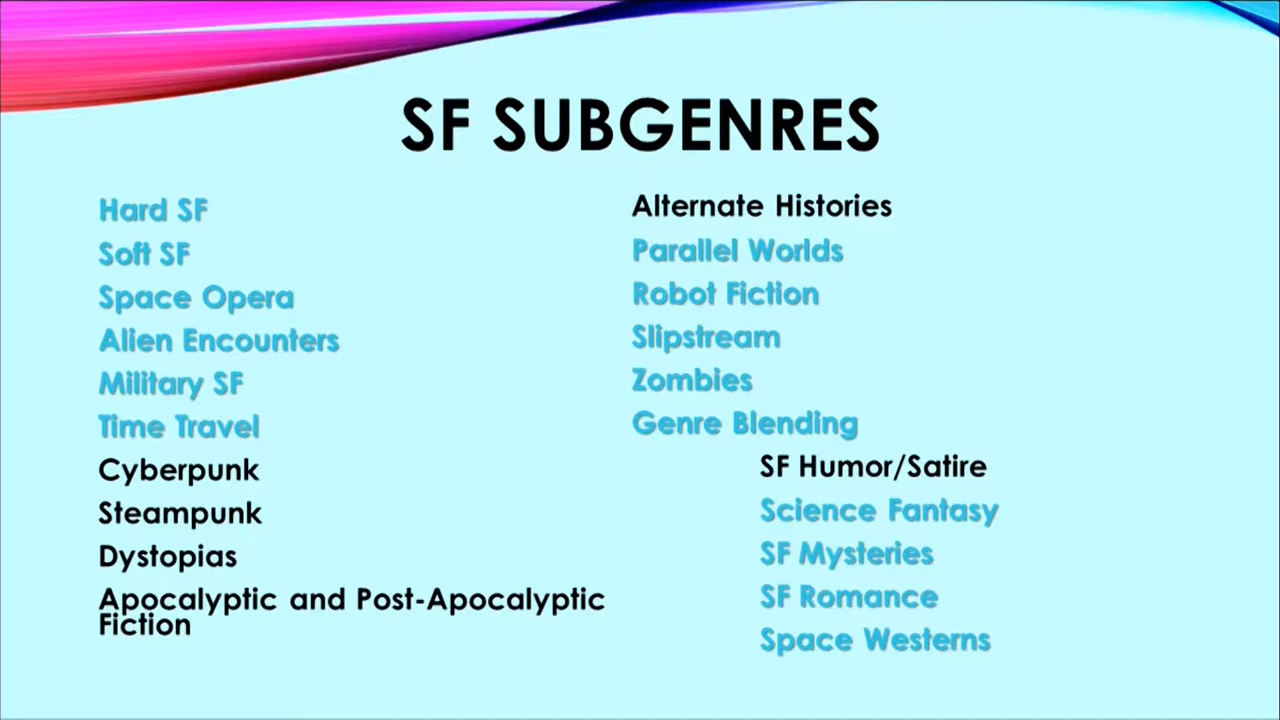 SF SUBGENRES
Hard SF
Soft SF
Space Opera
Alien Encounters
Military SF
Time Travel
Cyberpunk
Steampunk
Dystopias
Apocalyptic and Post-Apocalyptic
Fiction
Alternate Histories
Parallel Worlds
Robot Fiction
Slipstream
Zombies
Genre Blending
SF Humor/Satire
Science Fantasy
SF Mysteries
SF Romance
Space Westerns